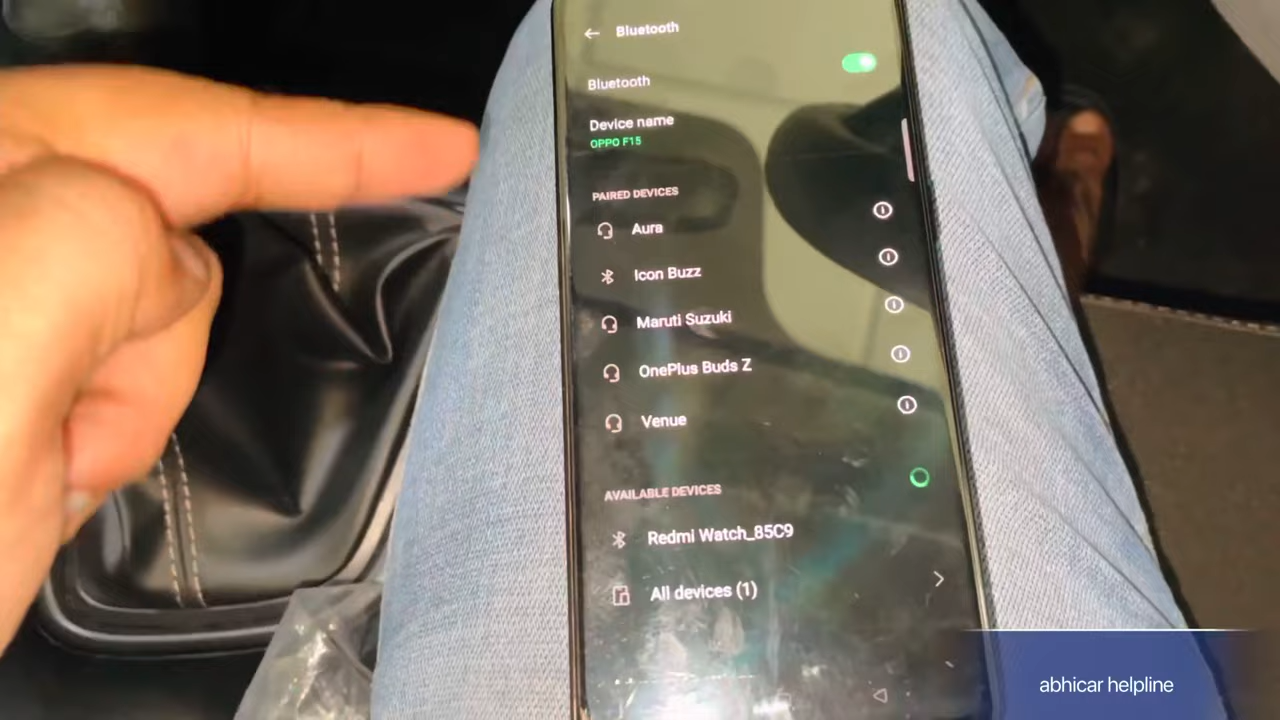 Bluetooth
Bluetooth
Device name
OPPO F15
PAIRED DEVICES
Aura
Icon Buzz
Maruti Suzuki
OnePlus Buds Z
Venue
AVAILABLE DEVICES
Redmi Watch_85C9
All devices (1)
abhicar helpline